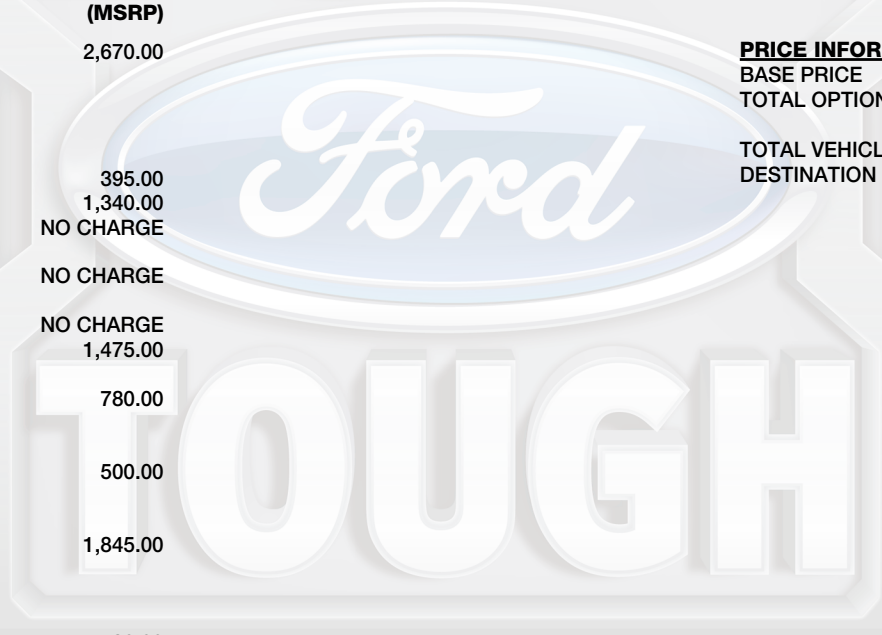 (MSRP)
2,670.00
395.00
1,340.00
NO CHARGE
NO CHARGE
NO CHARGE
1,475.00
780.00
500.00
1,845.00
PRICE INFOR
BASE PRICE
TOTAL OPTION
TOTAL VEHICL
DESTINATION
Ford
TOUGH